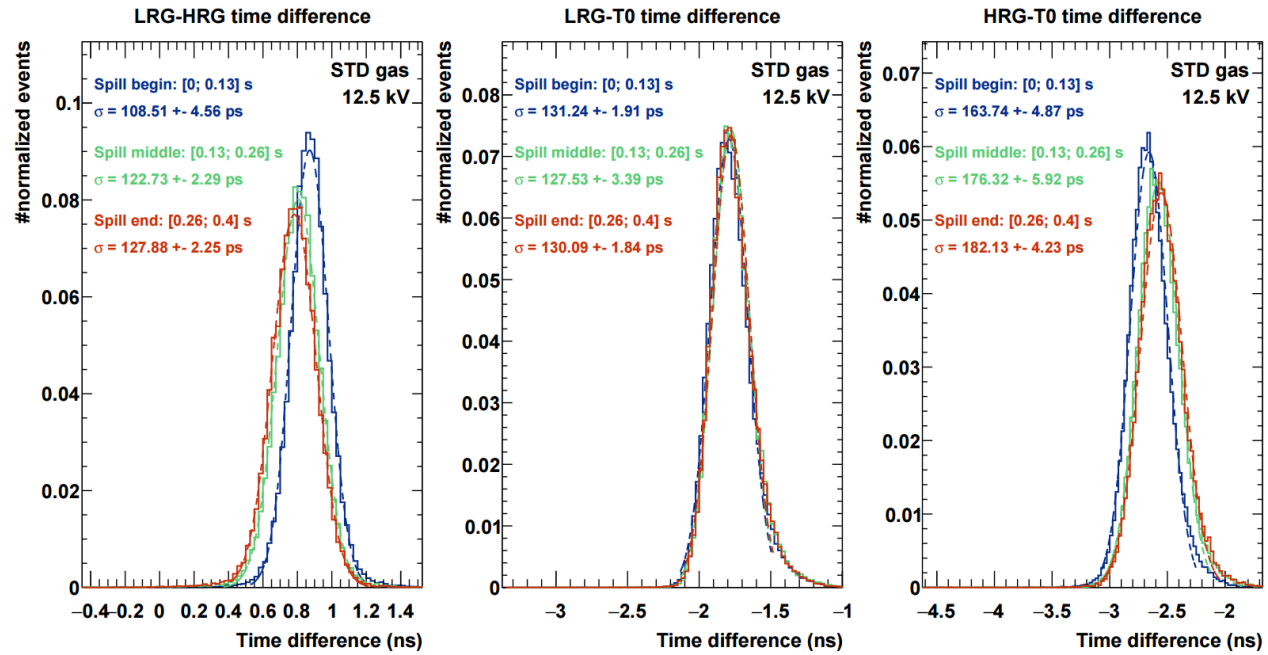 LRG-HRG time difference
#normalized events
STD gas
12.5 kV
Spill begin: [0; 0.13] s
σ = 108.51 +- 4.56 ps
Spill middle: [0.13; 0.26] s
σ = 122.73 +- 2.29 ps
Spill end: [0.26; 0.4] s
σ = 127.88 +- 2.25 ps
0.1
0.08
0.06
0.04
0.02
0
−0.4 −0.2 0 0.2 0.4 0.6 0.8 1 1.2 1.4
Time difference (ns)
LRG-T0 time difference
#normalized events
STD gas
12.5 kV
Spill begin: [0; 0.13] s
σ = 131.24 +- 1.91 ps
Spill middle: [0.13; 0.26] s
σ = 127.53 +- 3.39 ps
Spill end: [0.26; 0.4] s
σ = 130.09 +- 1.84 ps
0.08
0.07
0.06
0.05
0.04
0.03
0.02
0.01
0
−3 −2.5 −2 −1.5 −1
Time difference (ns)
HRG-T0 time difference
#normalized events
STD gas
12.5 kV
Spill begin: [0; 0.13] s
σ = 163.74 +- 4.87 ps
Spill middle: [0.13; 0.26] s
σ = 176.32 +- 5.92 ps
Spill end: [0.26; 0.4] s
σ = 182.13 +- 4.23 ps
0.07
0.06
0.05
0.04
0.03
0.02
0.01
0
−4.5 −4 −3.5 −3 −2.5 −2
Time difference (ns)